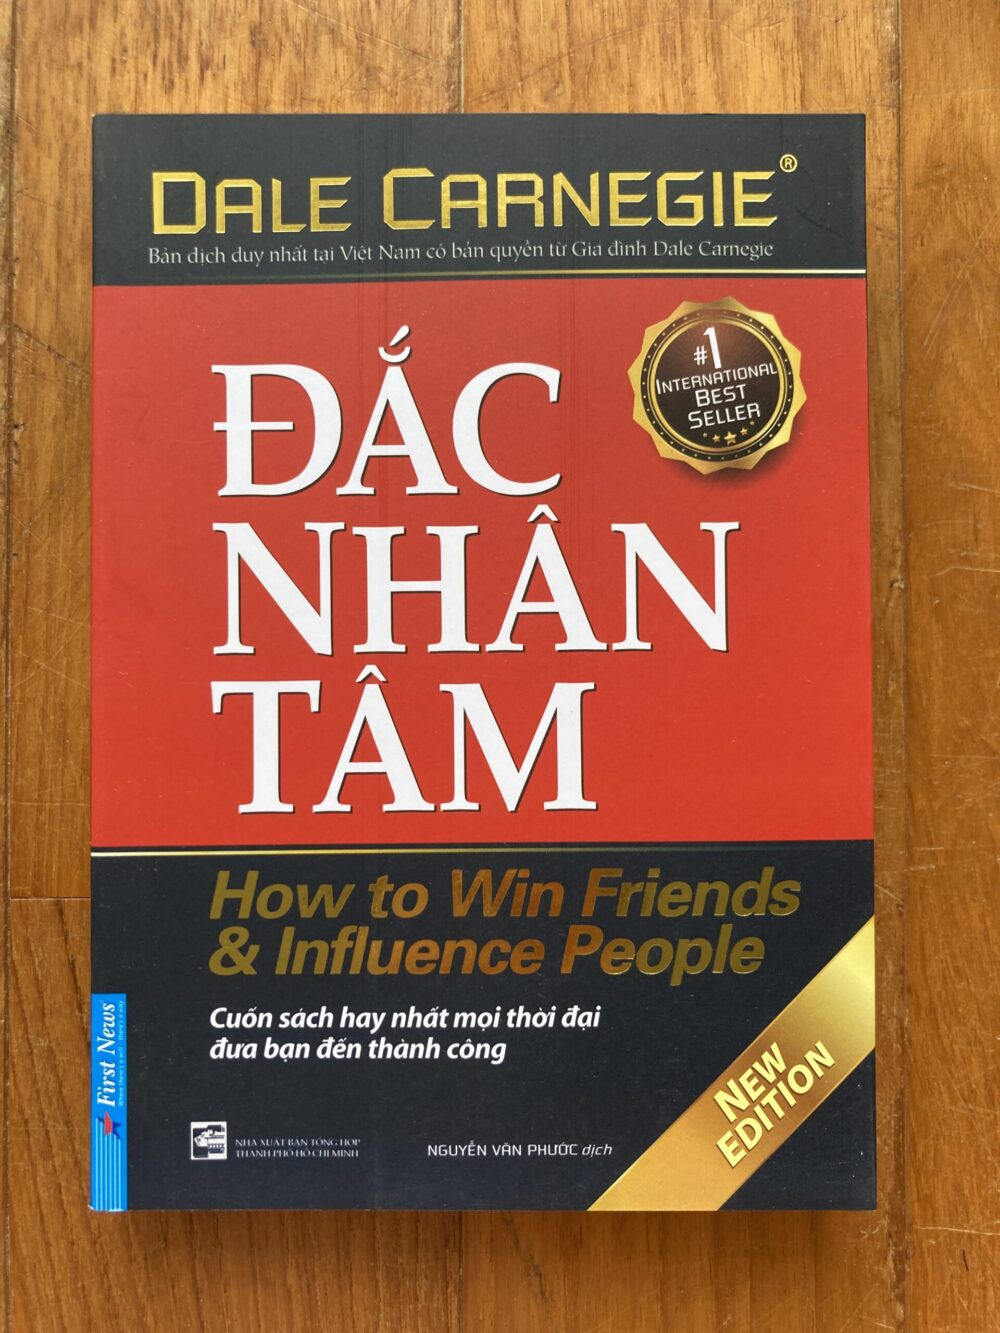 DALE CARNEGIE®
Bản dịch duy nhất tại Việt Nam có bản quyền từ Gia đình Dale Carnegie
#1
INTERNATIONAL
BEST
SELLER
ĐẮC
NHÂN
TÂM
How to Win Friends
& Influence People
Cuốn sách hay nhất mọi thời đại
đưa bạn đến thành công
NEW
EDITION
First News
NHÀ XUẤT BẢN TỔNG HỢP
THÀNH PHỐ HỒ CHÍ MINH
NGUYỄN VĂN PHƯỚC dịch